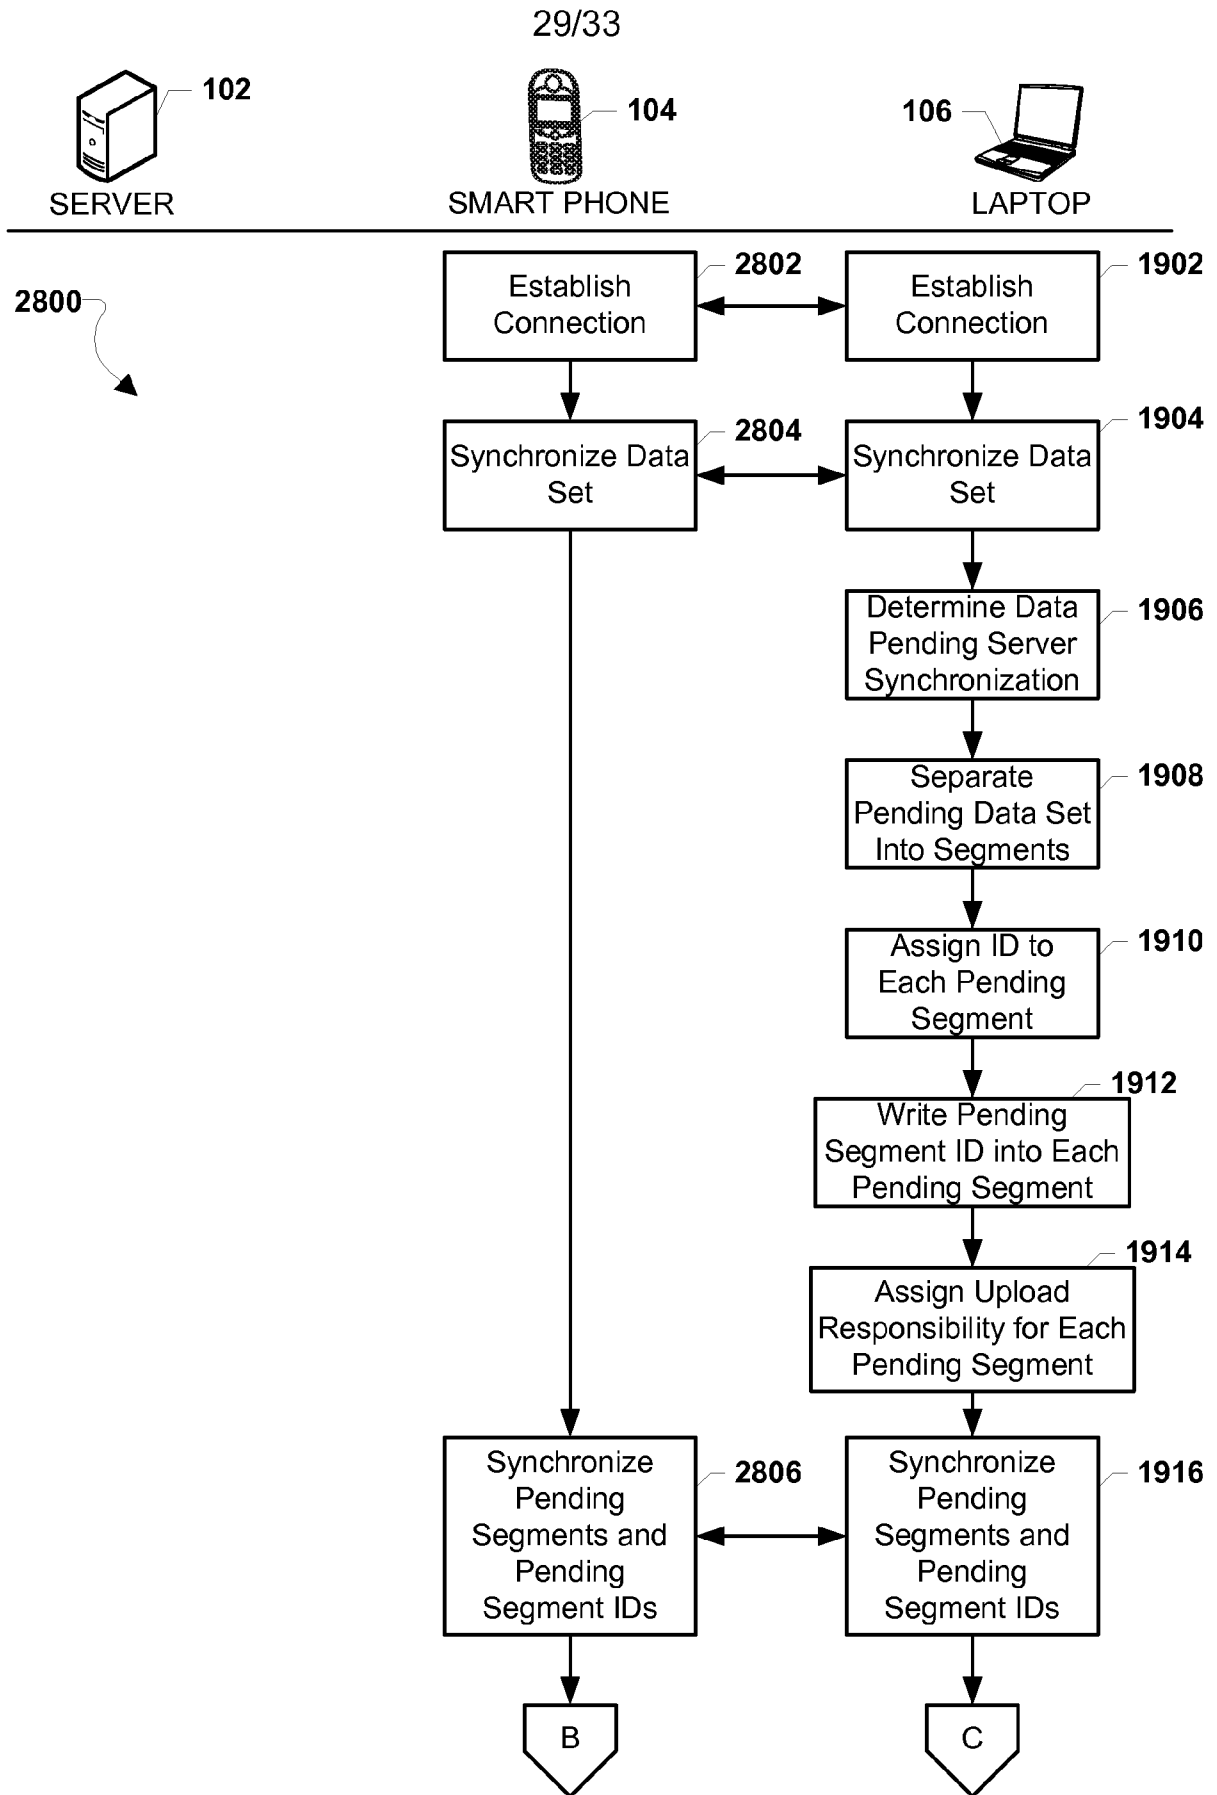 29/33
102
104
106
SERVER
SMART PHONE
LAPTOP
2800
Establish
Connection
2802
Establish
Connection
1902
Synchronize Data
Set
2804
Synchronize Data
Set
1904
Determine Data
Pending Server
Synchronization
1906
Separate
Pending Data Set
Into Segments
1908
Assign ID to
Each Pending
Segment
1910
Write Pending
Segment ID into Each
Pending Segment
1912
Assign Upload
Responsibility for Each
Pending Segment
1914
Synchronize
Pending
Segments and
Pending
Segment IDs
2806
Synchronize
Pending
Segments and
Pending
Segment IDs
1916
B
C